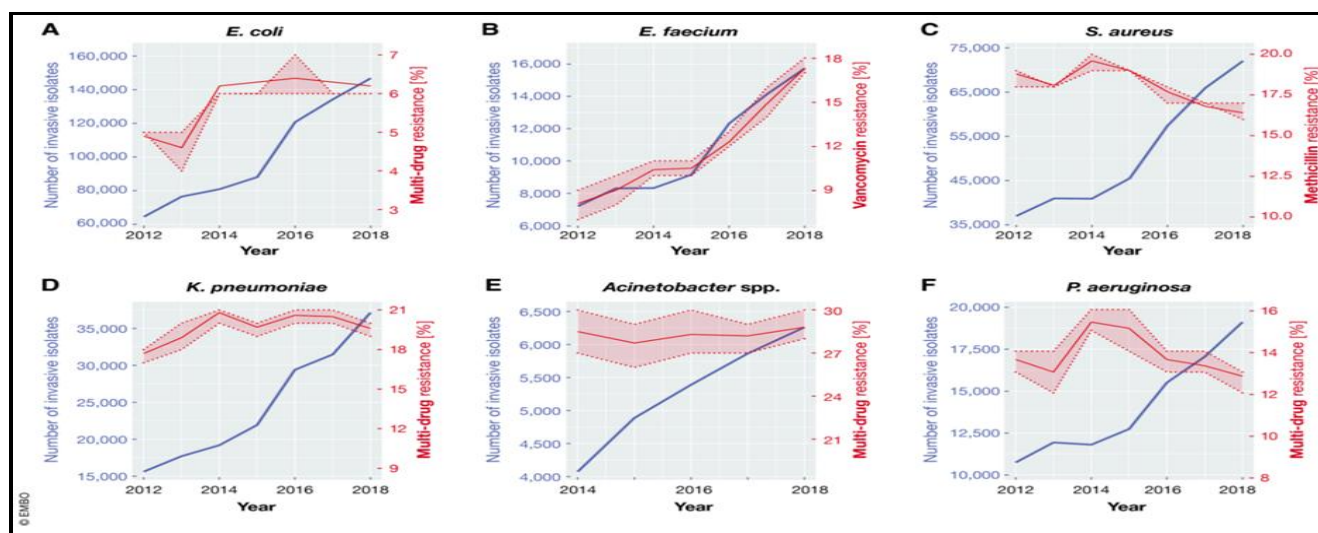 A E. coli
Number of invasive isolates
160,000
140,000
120,000
100,000
80,000
60,000
7
6
5
4
3
Multi-drug resistance [%]
2012 2014 2016 2018
Year
B E. faecium
Number of invasive isolates
16,000
14,000
12,000
10,000
8,000
6,000
18
15
12
9
Vancomycin resistance [%]
2012 2014 2016 2018
Year
C S. aureus
Number of invasive isolates
75,000
65,000
55,000
45,000
35,000
20.0
17.5
15.0
12.5
10.0
Methicillin resistance [%]
2012 2014 2016 2018
Year
D K. pneumoniae
Number of invasive isolates
35,000
30,000
25,000
20,000
15,000
21
18
15
12
9
Multi-drug resistance [%]
2012 2014 2016 2018
Year
E Acinetobacter spp.
Number of invasive isolates
6,500
6,000
5,500
5,000
4,500
4,000
30
27
24
21
Multi-drug resistance [%]
2014 2016 2018
Year
F P. aeruginosa
Number of invasive isolates
20,000
17,500
15,000
12,500
10,000
16
14
12
10
8
Multi-drug resistance [%]
2012 2014 2016 2018
Year
© EMBO